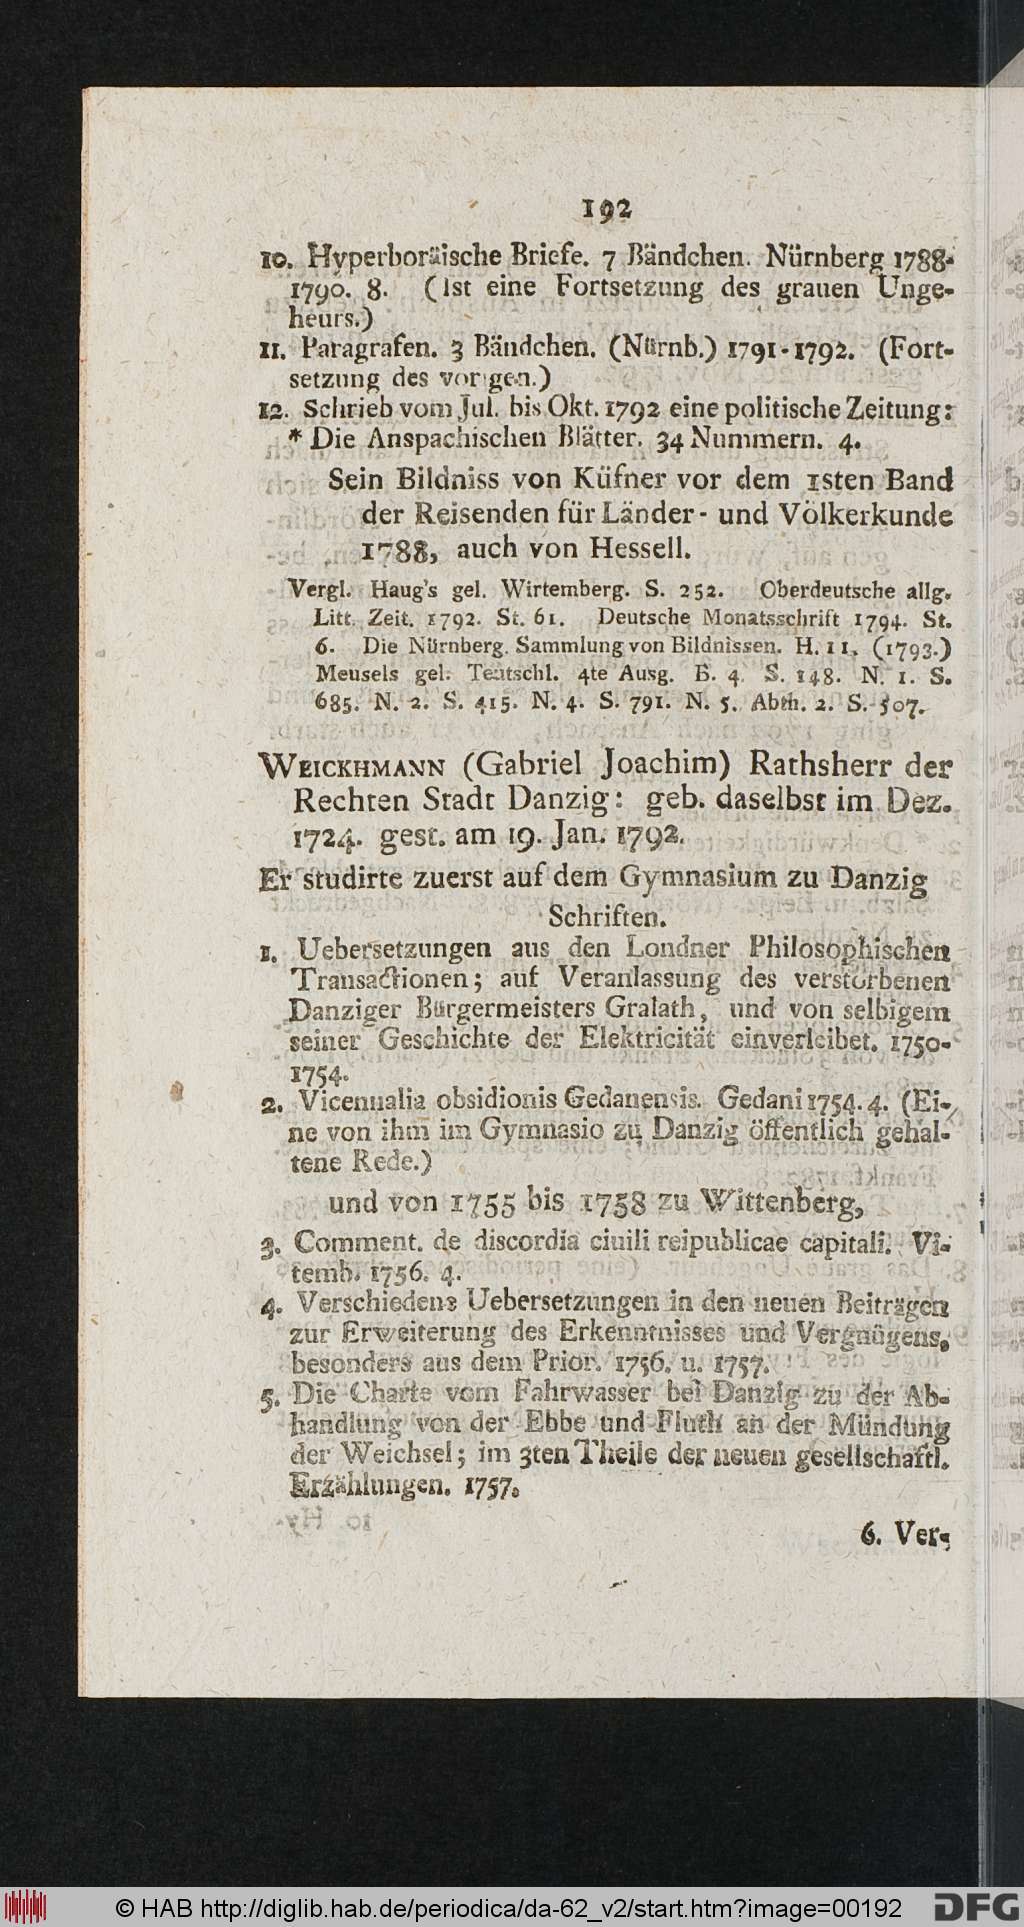 192
10. Hyperboräische Briefe. 7 Bändchen. Nürnberg 1788-
1790. 8. (Ist eine Fortsetzung des grauen Unge-
heurs.)
11. Paragrafen. 3 Bändchen. (Nürnb.) 1791-1792. (Fort-
setzung des vorigen.)
12. Schrieb vom Jul. bis Okt. 1792 eine politische Zeitung:
* Die Anspachischen Blätter. 34 Nummern. 4.
Sein Bildniss von Küfner vor dem 1sten Band
der Reisenden für Länder- und Völkerkunde
1788, auch von Hessell.
Vergl. Haug's gel. Wirtemberg. S. 252. Oberdeutsche allg.
Litt. Zeit. 1792. St. 61. Deutsche Monatsschrift 1794. St.
6. Die Nürnberg. Sammlung von Bildnissen. H. 11. (1793.)
Meusels gel. Teutschl. 4te Ausg. B. 4. S. 148. N. 1. S.
685. N. 2. S. 415. N. 4. S. 791. N. 5. Abth. 2. S. 507.
WEICKHMANN (Gabriel Joachim) Rathsherr der
Rechten Stadt Danzig: geb. daselbst im Dez.
1724. gest. am 19. Jan. 1792.
Er studirte zuerst auf dem Gymnasium zu Danzig
Schriften.
1. Uebersetzungen aus den Londner Philosophischen
Transactionen; auf Veranlassung des verstorbenen
Danziger Bürgermeisters Gralath, und von selbigem
seiner Geschichte der Elektricität einverleibet. 1750-
1754.
2. Vicennalia obsidionis Gedanensis. Gedani 1754. 4. (Ei-
ne von ihm im Gymnasio zu Danzig öffentlich gehal-
tene Rede.)
und von 1755 bis 1758 zu Wittenberg,
3. Comment. de discordia ciuili reipublicae capitali. Vi-
temb. 1756. 4.
4. Verschiedene Uebersetzungen in den neuen Beiträgen
zur Erweiterung des Erkenntnisses und Vergnügens,
besonders aus dem Prior. 1756. u. 1757.
5. Die Charte vom Fahrwasser bei Danzig zu der Ab-
handlung von der Ebbe und Fluth an der Mündung
der Weichsel; im 3ten Theile der neuen gesellschaftl.
Erzählungen. 1757.
6. Ver-
© HAB http://diglib.hab.de/periodica/da-62_v2/start.htm?image=00192
DFG